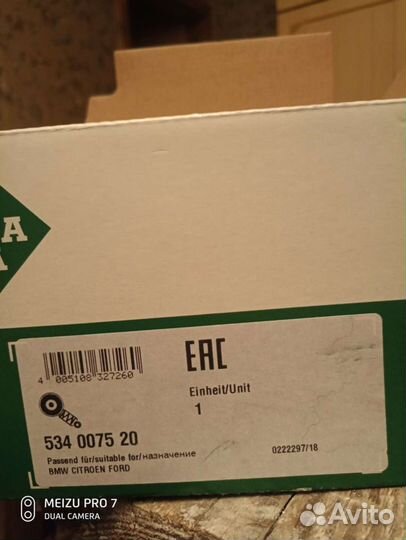 A
A
EAC
4 005108 327260
Einheit/Unit
1
534 0075 20
Passend für/suitable for/назначение
BMW CITROEN FORD
0222297/18
MEIZU PRO 7
DUAL CAMERA
Avito